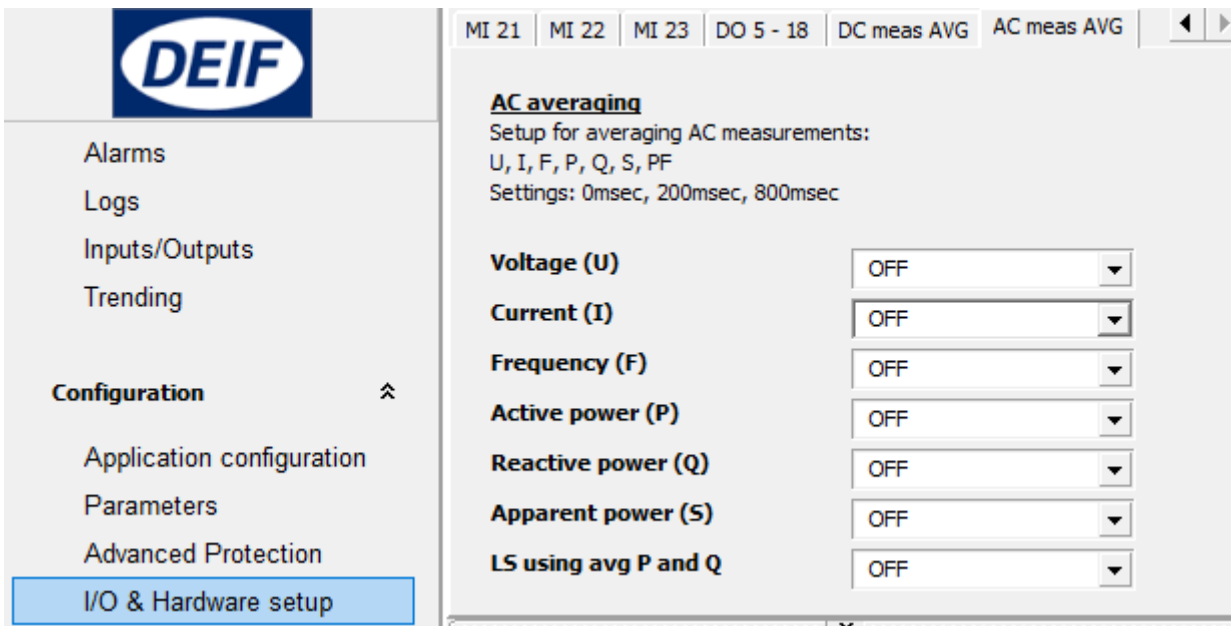 DEIF
Alarms
Logs
Inputs/Outputs
Trending
Configuration
Application configuration
Parameters
Advanced Protection
I/O & Hardware setup
MI 21 MI 22 MI 23 DO 5 - 18 DC meas AVG AC meas AVG
AC averaging
Setup for averaging AC measurements:
U, I, F, P, Q, S, PF
Settings: 0msec, 200msec, 800msec
Voltage (U) OFF
Current (I) OFF
Frequency (F) OFF
Active power (P) OFF
Reactive power (Q) OFF
Apparent power (S) OFF
LS using avg P and Q OFF